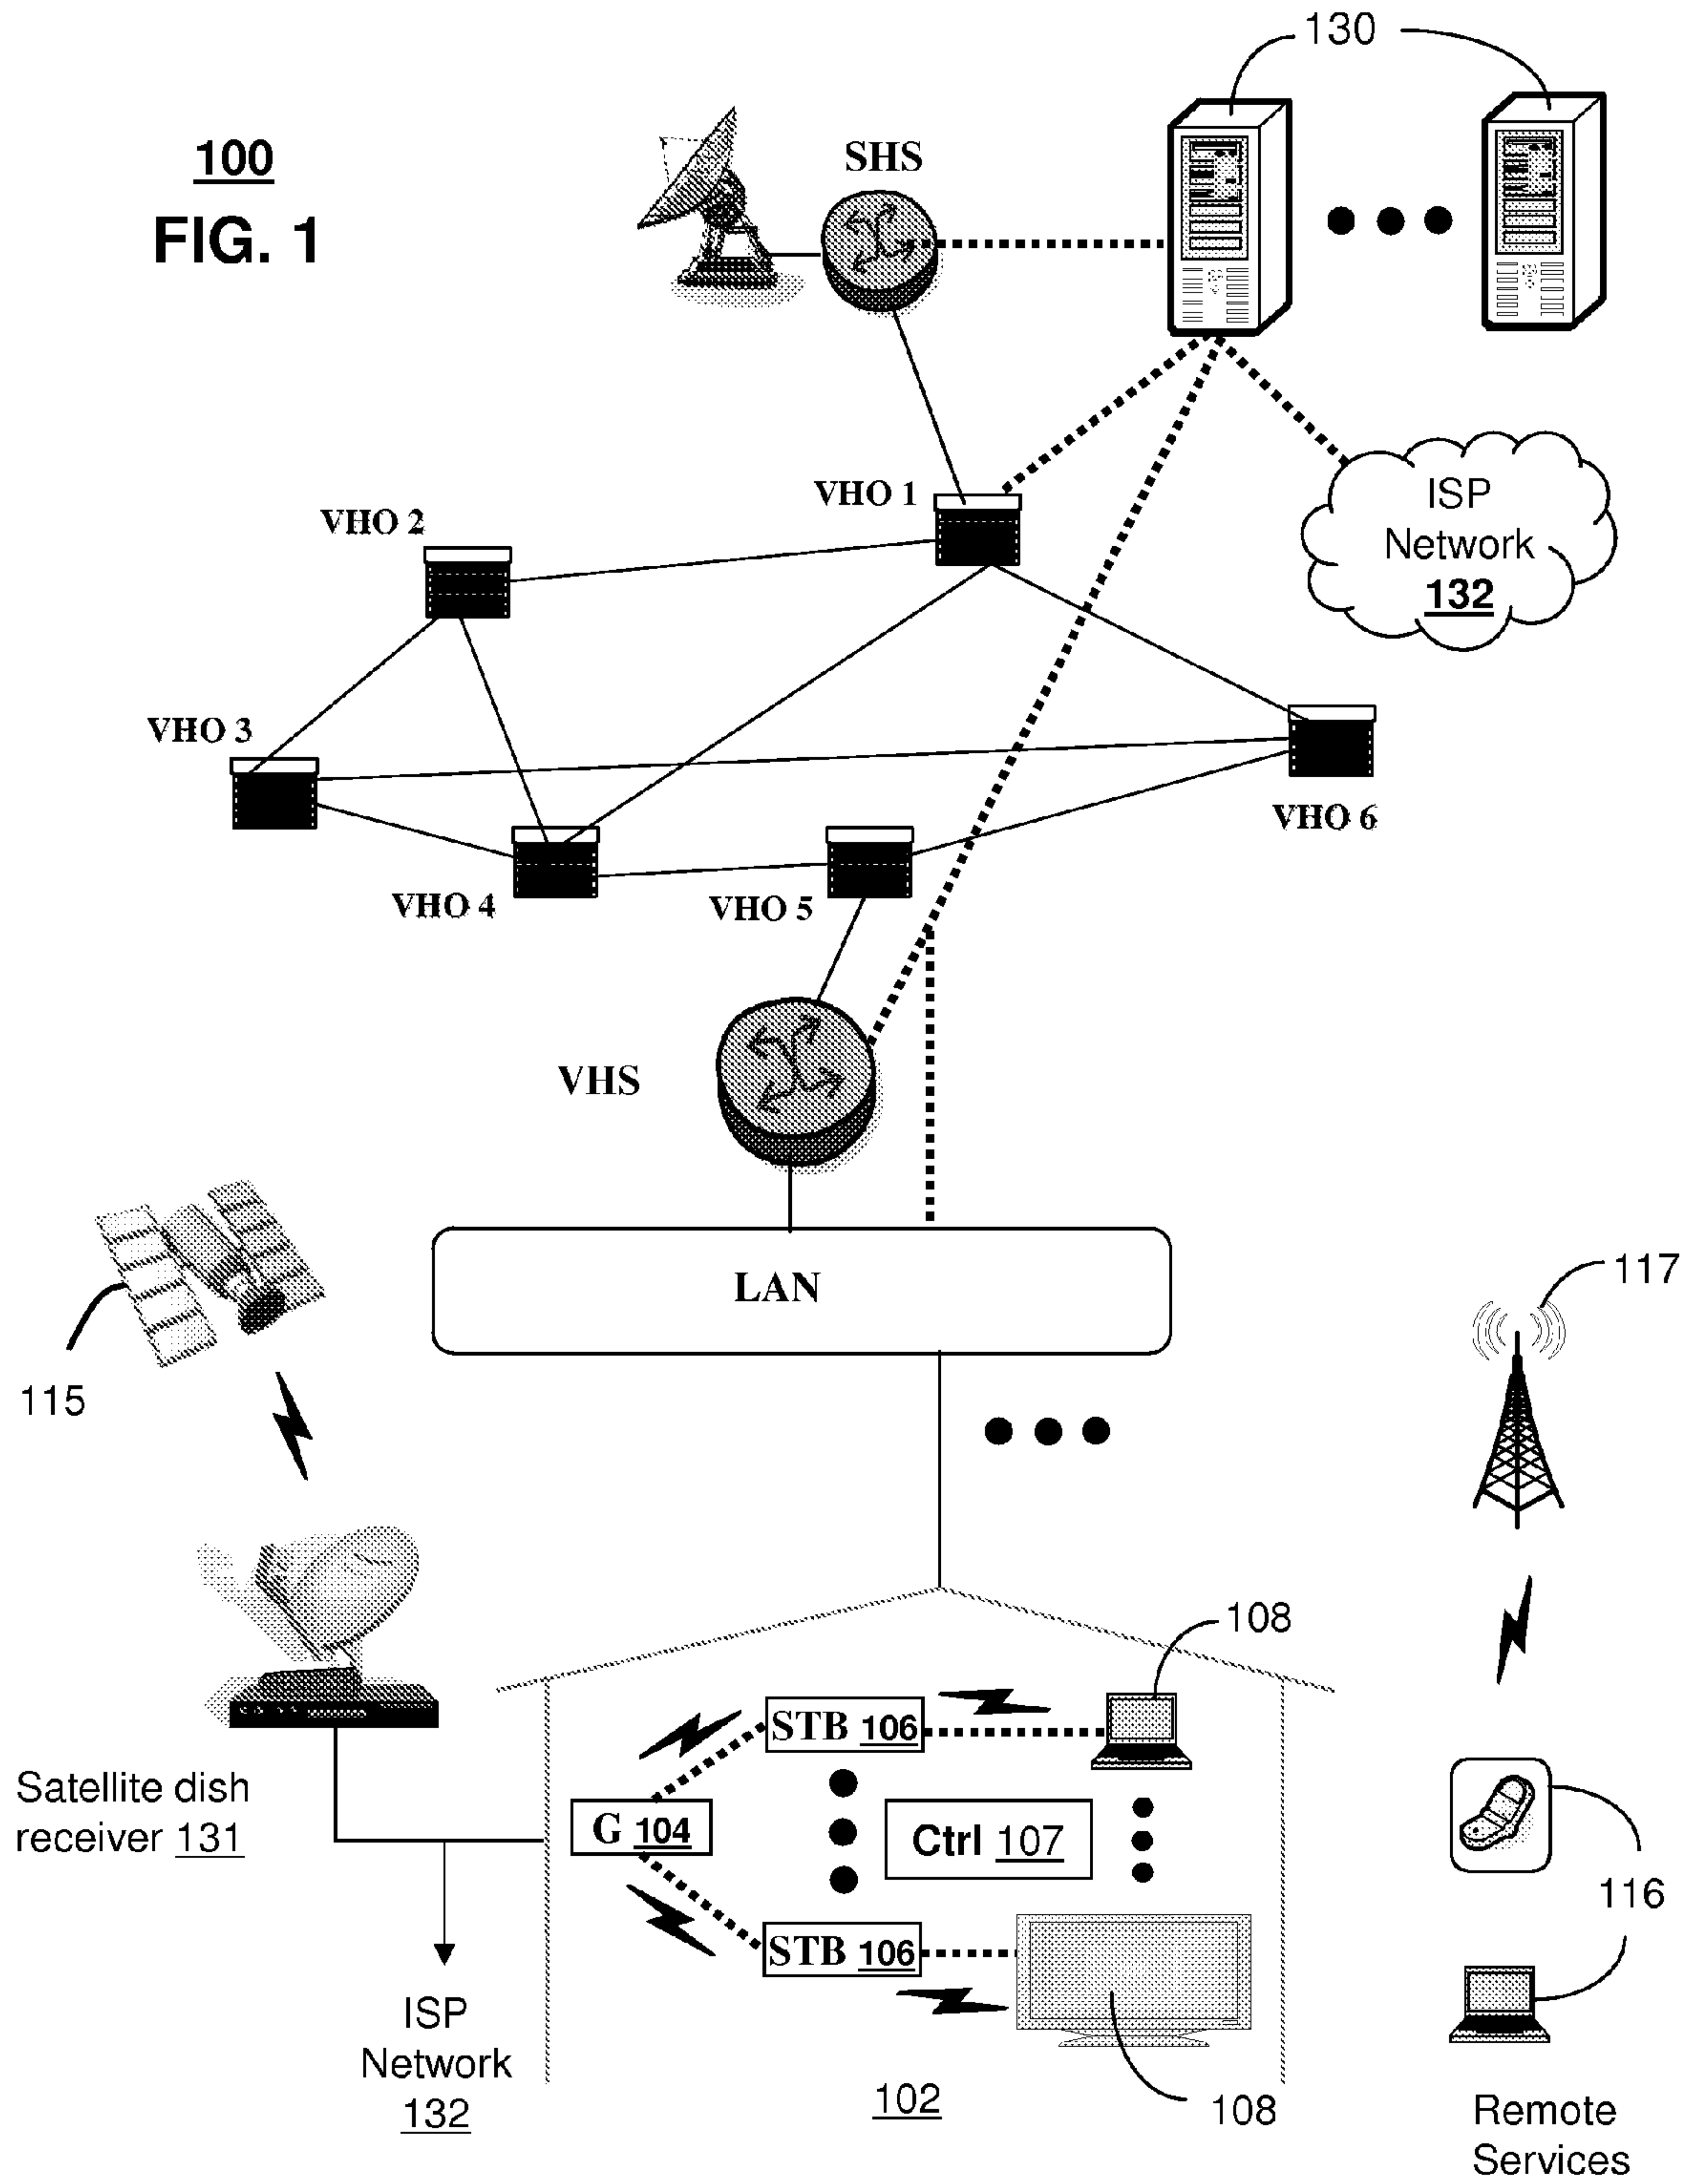 130
100
FIG. 1
SHS
ISP
Network
132
VHO 1
VHO 2
VHO 3
VHO 6
VHO 4
VHO 5
VHS
LAN
117
115
108
STB 106
Satellite dish
receiver 131
G 104
Ctrl 107
116
STB 106
ISP
Network
132
102
108
Remote
Services